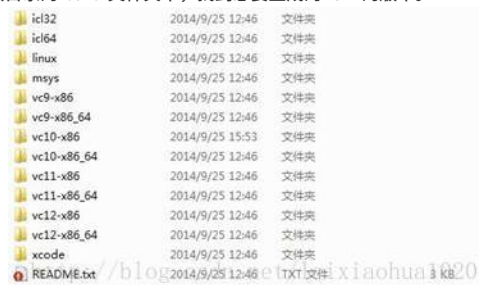 icl32 2014/9/25 12:46 文件夹
icl64 2014/9/25 12:46 文件夹
linux 2014/9/25 12:46 文件夹
msys 2014/9/25 12:46 文件夹
vc9-x86 2014/9/25 12:46 文件夹
vc9-x86_64 2014/9/25 12:46 文件夹
vc10-x86 2014/9/25 15:53 文件夹
vc10-x86_64 2014/9/25 12:46 文件夹
vc11-x86 2014/9/25 12:46 文件夹
vc11-x86_64 2014/9/25 12:46 文件夹
vc12-x86 2014/9/25 12:46 文件夹
vc12-x86_64 2014/9/25 12:46 文件夹
xcode 2014/9/25 12:46 文件夹
README.txt 2014/9/25 12:46 TXT 文件 3 KB